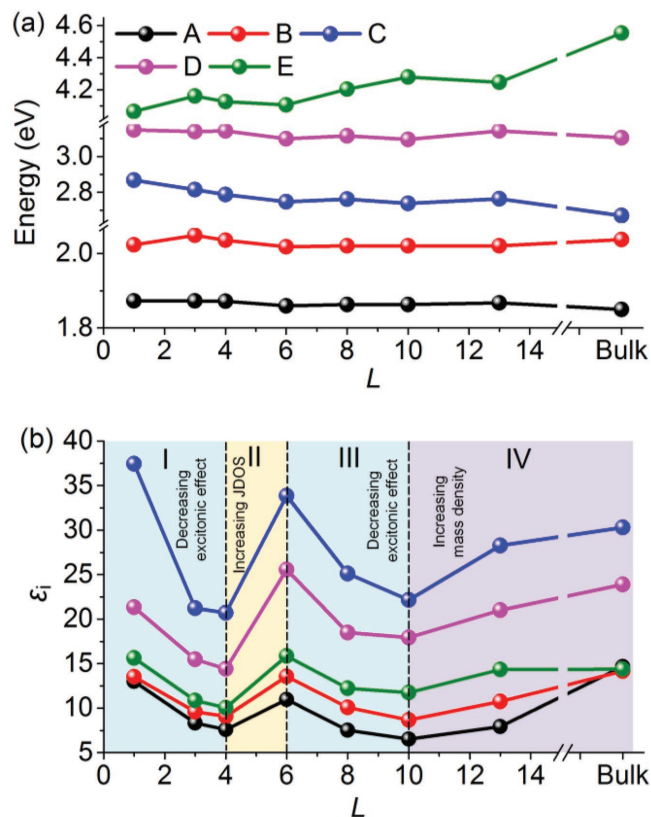 (a)
A B C
D E
4.6
4.4
4.2
3.0
2.8
2.0
1.8
Energy (eV)
0 2 4 6 8 10 12 14 Bulk
L
(b)
I II III IV
Decreasing
excitonic effect
Increasing JDOS
Decreasing
excitonic effect
Increasing
mass density
40
35
30
25
20
15
10
5
εi
0 2 4 6 8 10 12 14 Bulk
L